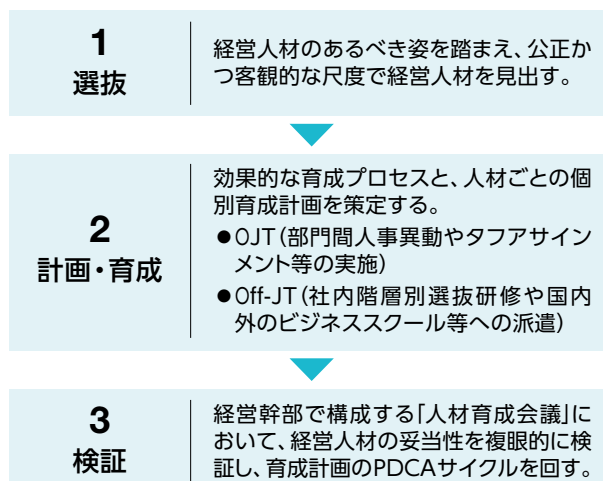 1
選抜
経営人材のあるべき姿を踏まえ、公正か
つ客観的な尺度で経営人材を見出す。
2
計画・育成
効果的な育成プロセスと、人材ごとの個
別育成計画を策定する。
●OJT(部門間人事異動やタフアサイン
メント等の実施)
●Off-JT(社内階層別選抜研修や国内
外のビジネススクール等への派遣)
3
検証
経営幹部で構成する「人材育成会議」に
おいて、経営人材の妥当性を複眼的に検
証し、育成計画のPDCAサイクルを回す。